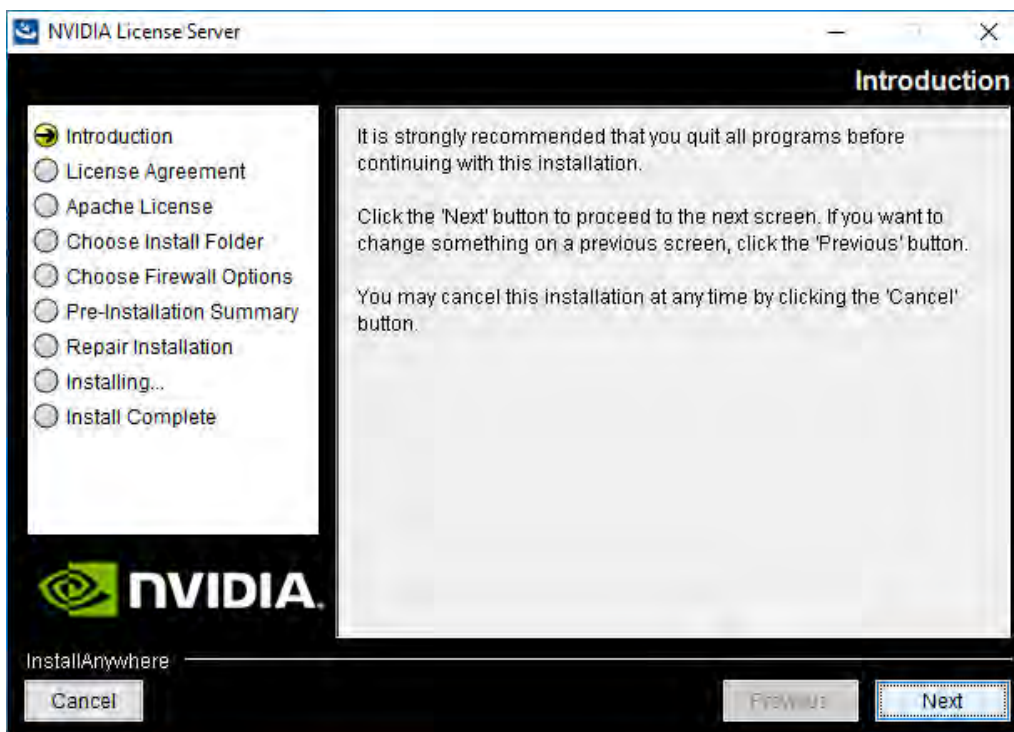 NVIDIA License Server
Introduction
Introduction
License Agreement
Apache License
Choose Install Folder
Choose Firewall Options
Pre-Installation Summary
Repair Installation
Installing...
Install Complete
It is strongly recommended that you quit all programs before
continuing with this installation.
Click the 'Next' button to proceed to the next screen. If you want to
change something on a previous screen, click the 'Previous' button.
You may cancel this installation at any time by clicking the 'Cancel'
button.
NVIDIA.
InstallAnywhere
Cancel
Previous
Next